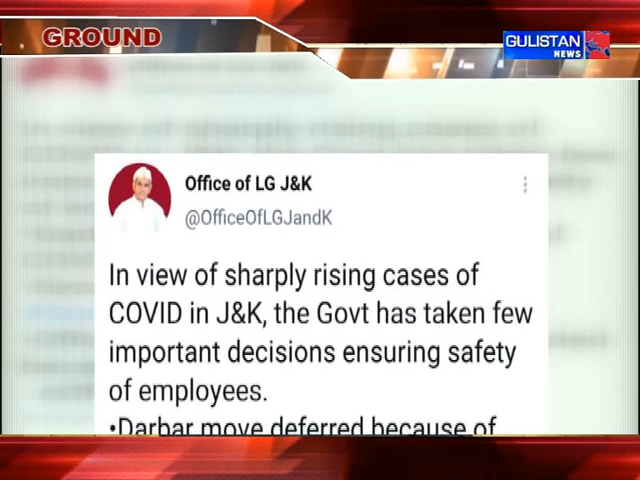 GROUND
GULISTAN
NEWS
Office of LG J&K
@OfficeOfLGJandK
In view of sharply rising cases of
COVID in J&K, the Govt has taken few
important decisions ensuring safety
of employees.
•Darbar move deferred because of